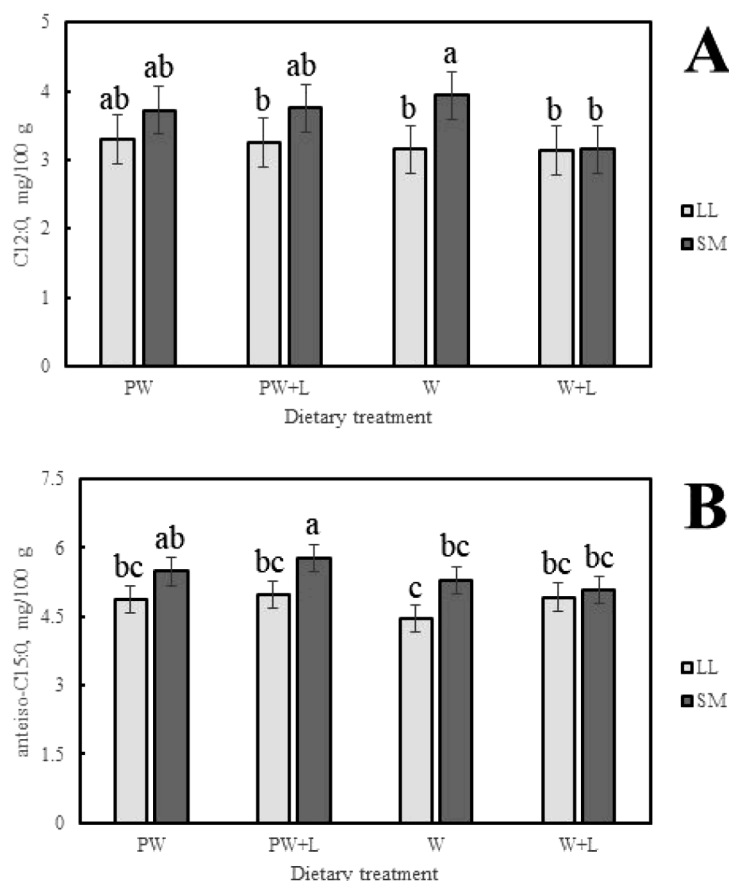 A
5
4
3
2
1
0
C12:0, mg/100 g
ab ab b ab b a b b
LL
SM
PW PW+L W W+L
Dietary treatment
B
7.5
6
4.5
3
1.5
0
anteiso-C15:0, mg/100 g
bc ab bc a c bc bc bc
LL
SM
PW PW+L W W+L
Dietary treatment